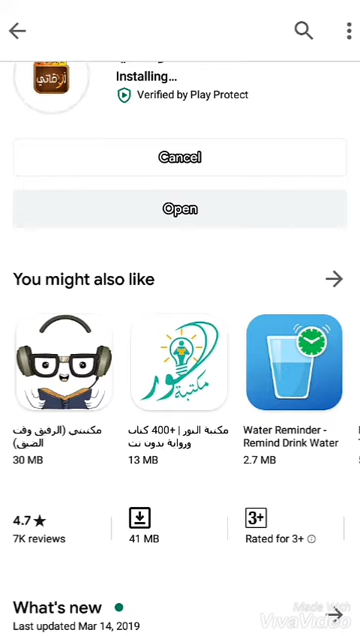 Installing...
Verified by Play Protect
Cancel
Open
You might also like
مكتبتي (الرفيق وقت الضيق)
30 MB
مكتبة النور | +400 كتاب ورواية بدون نت
13 MB
Water Reminder -
Remind Drink Water
2.7 MB
4.7★
7K reviews
41 MB
3+
Rated for 3+
What's new
Last updated Mar 14, 2019
Made With
VivaVideo